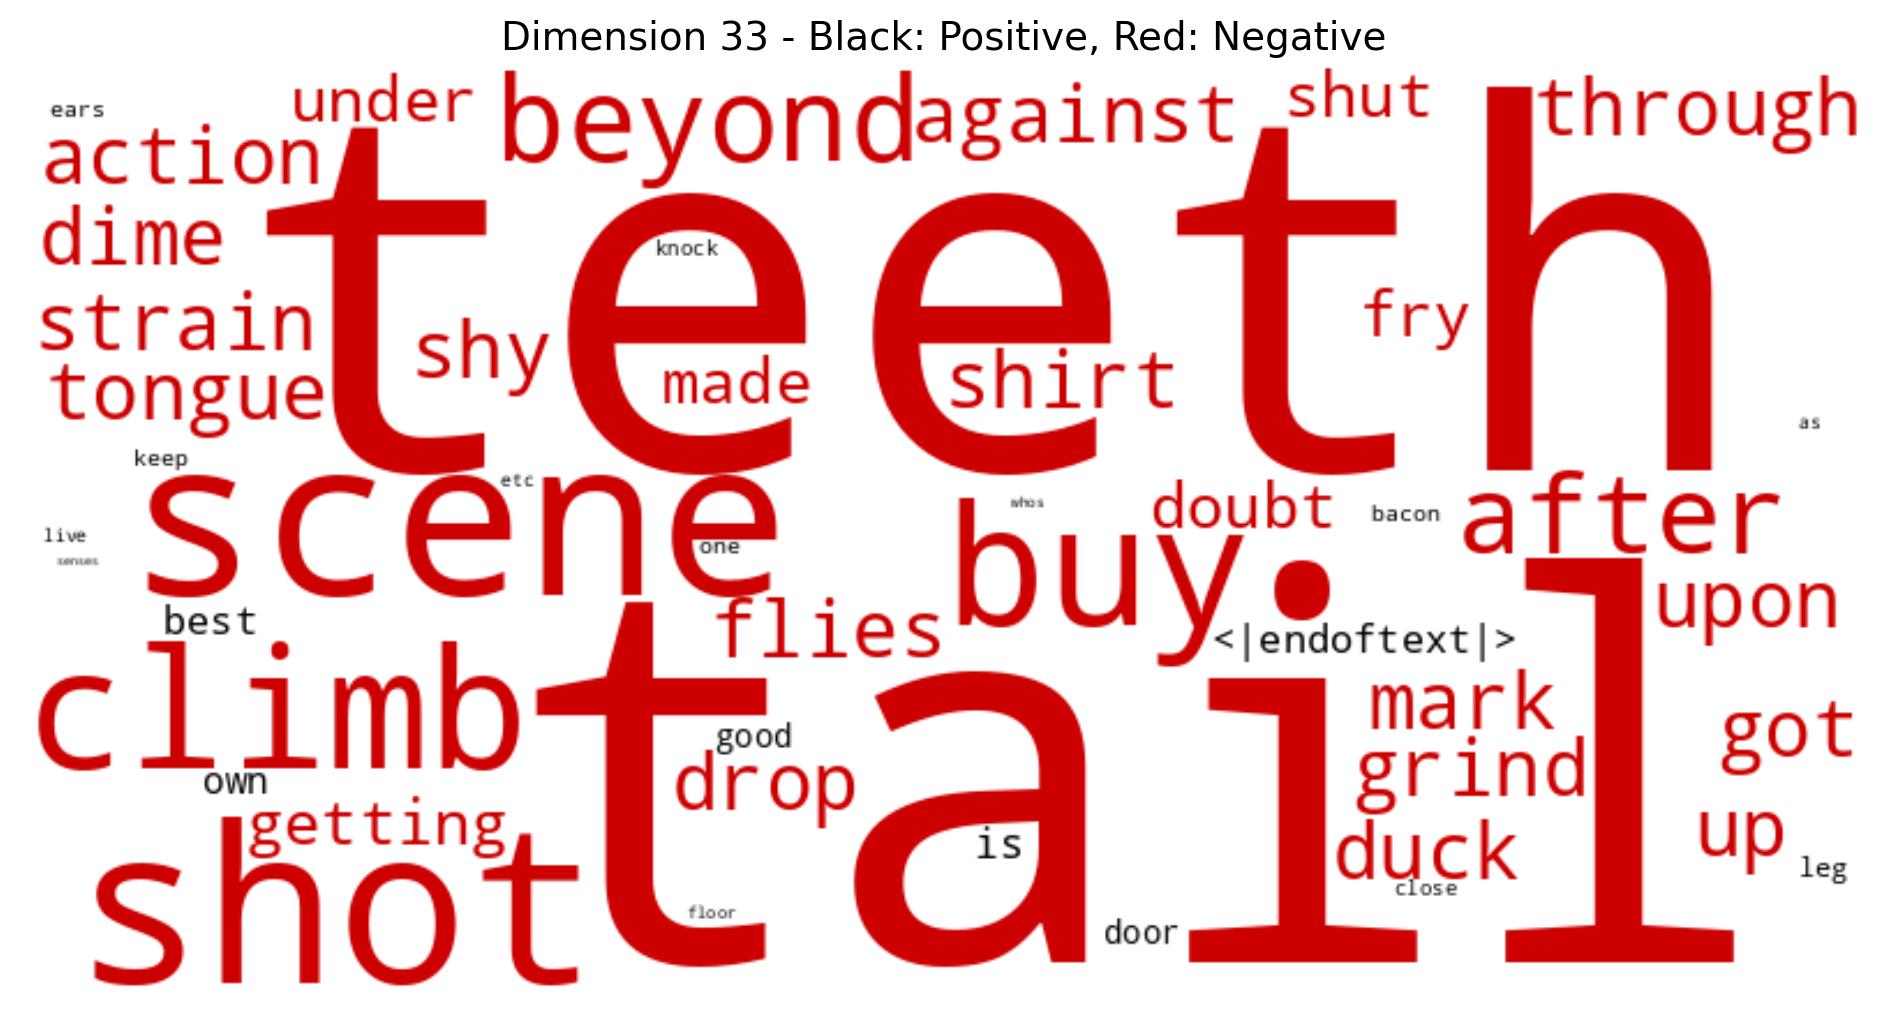 Dimension 33 - Black: Positive, Red: Negative
ears
under
beyond
against
shut
through
action
dime
teeth
knock
strain
shy
fry
tongue
made
shirt
as
keep
scene
etc
whos
doubt
bacon
after
live
senses
one
buy
best
flies
<|endoftext|>
upon
climb
tail
good
mark
got
own
drop
grind
getting
is
duck
up
shot
close
leg
floor
door